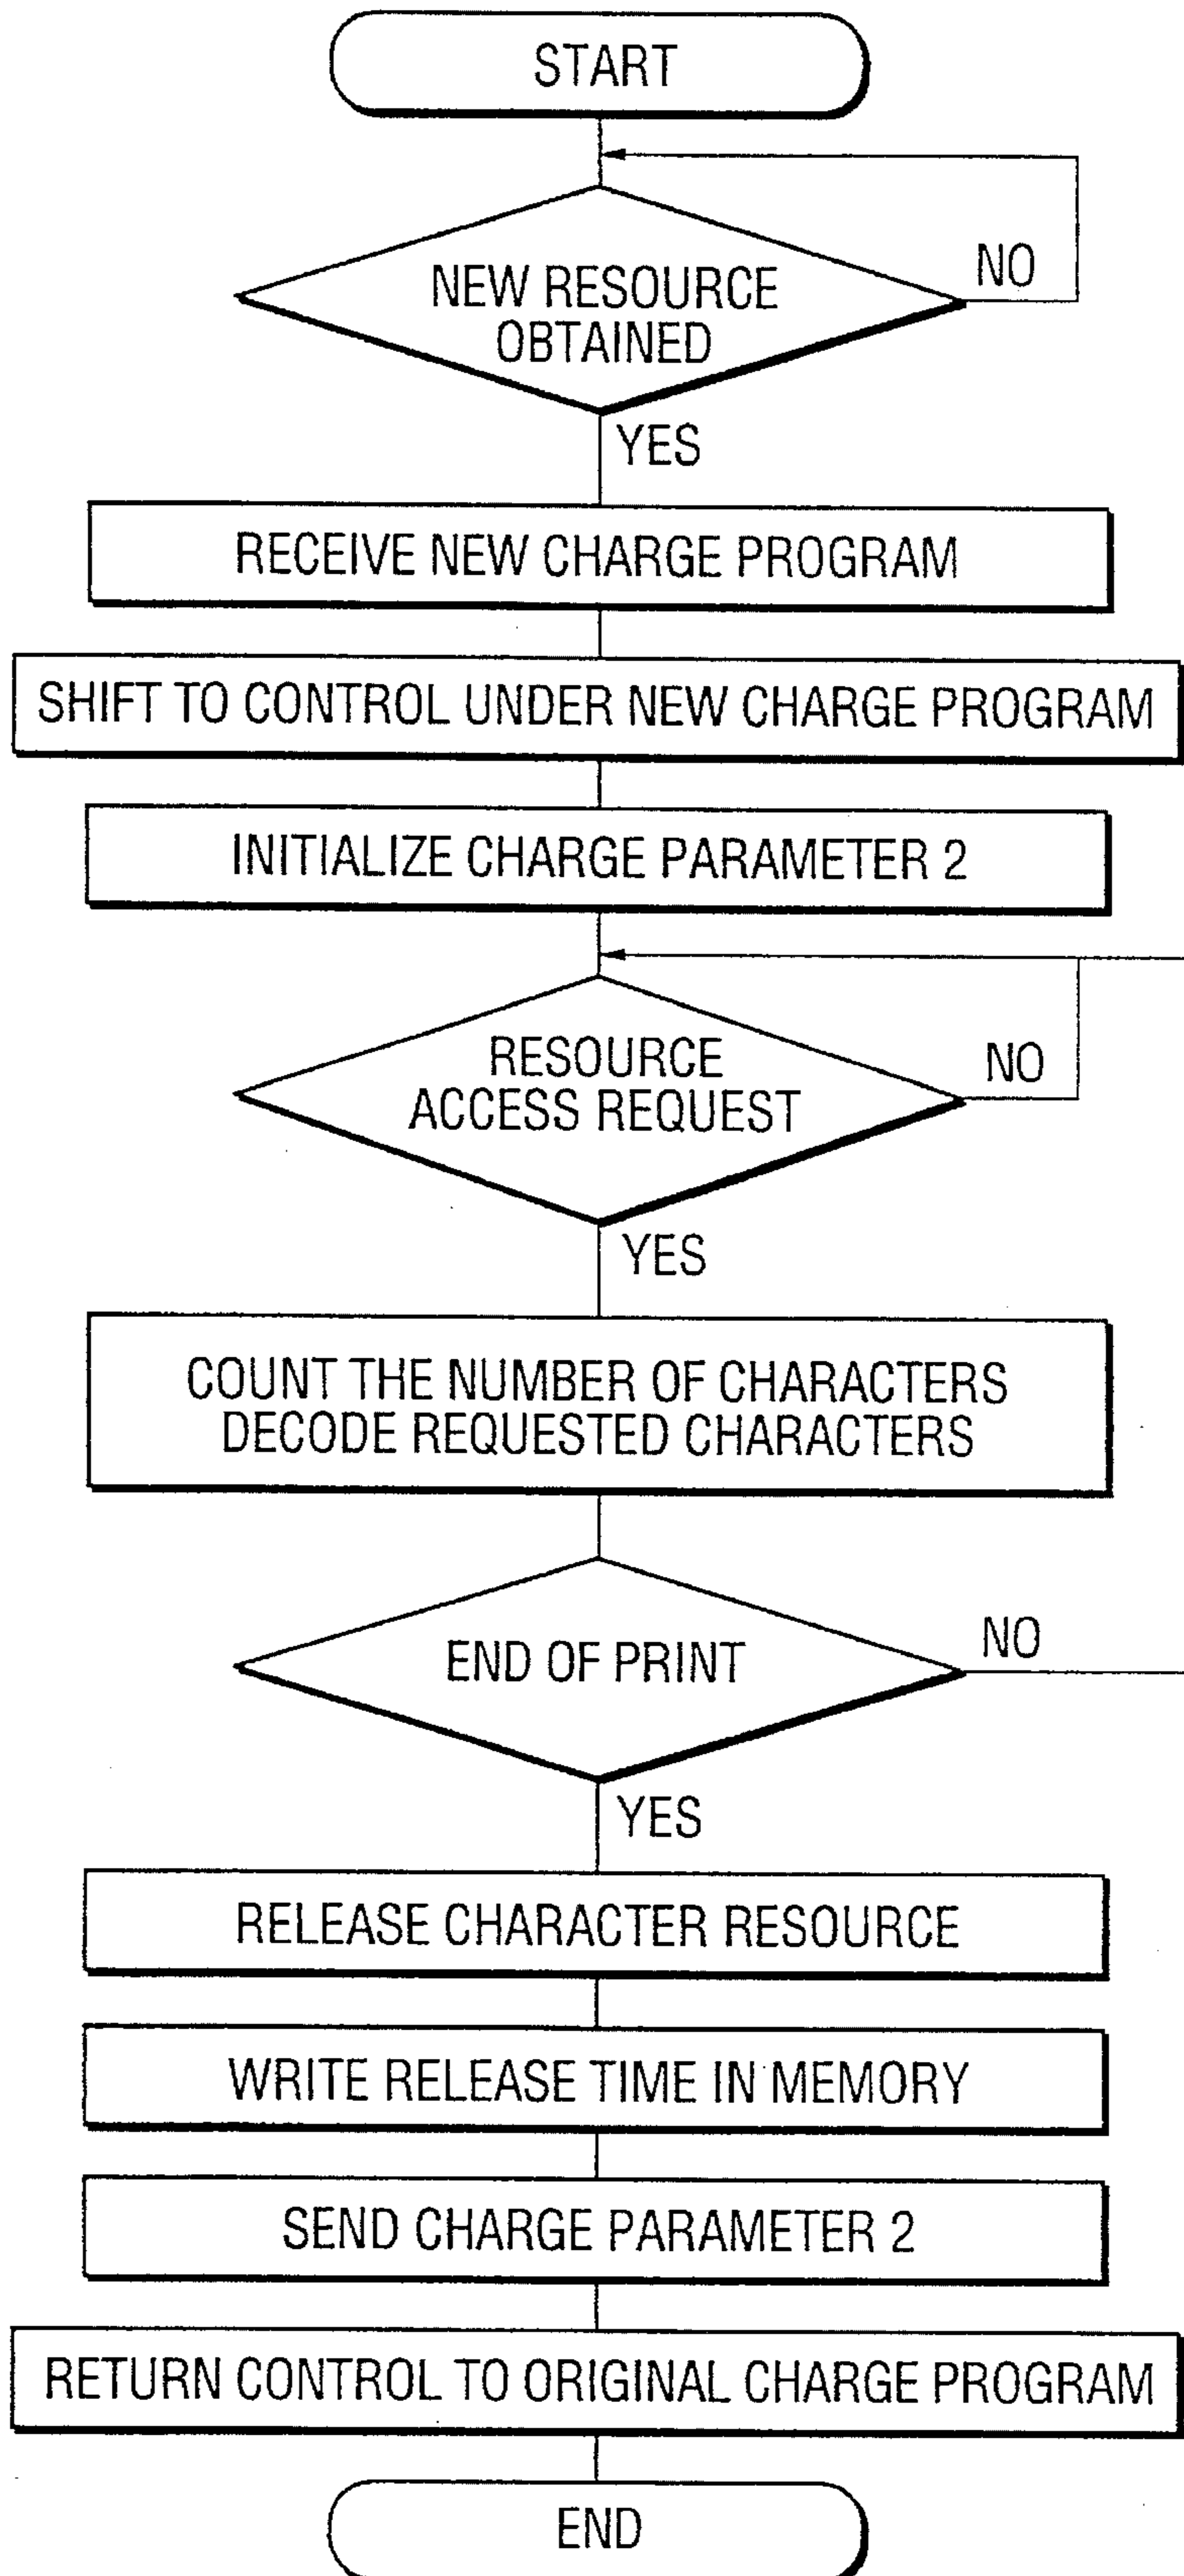 START
NEW RESOURCE
OBTAINED
NO
YES
RECEIVE NEW CHARGE PROGRAM
SHIFT TO CONTROL UNDER NEW CHARGE PROGRAM
INITIALIZE CHARGE PARAMETER 2
RESOURCE
ACCESS REQUEST
NO
YES
COUNT THE NUMBER OF CHARACTERS
DECODE REQUESTED CHARACTERS
END OF PRINT
NO
YES
RELEASE CHARACTER RESOURCE
WRITE RELEASE TIME IN MEMORY
SEND CHARGE PARAMETER 2
RETURN CONTROL TO ORIGINAL CHARGE PROGRAM
END